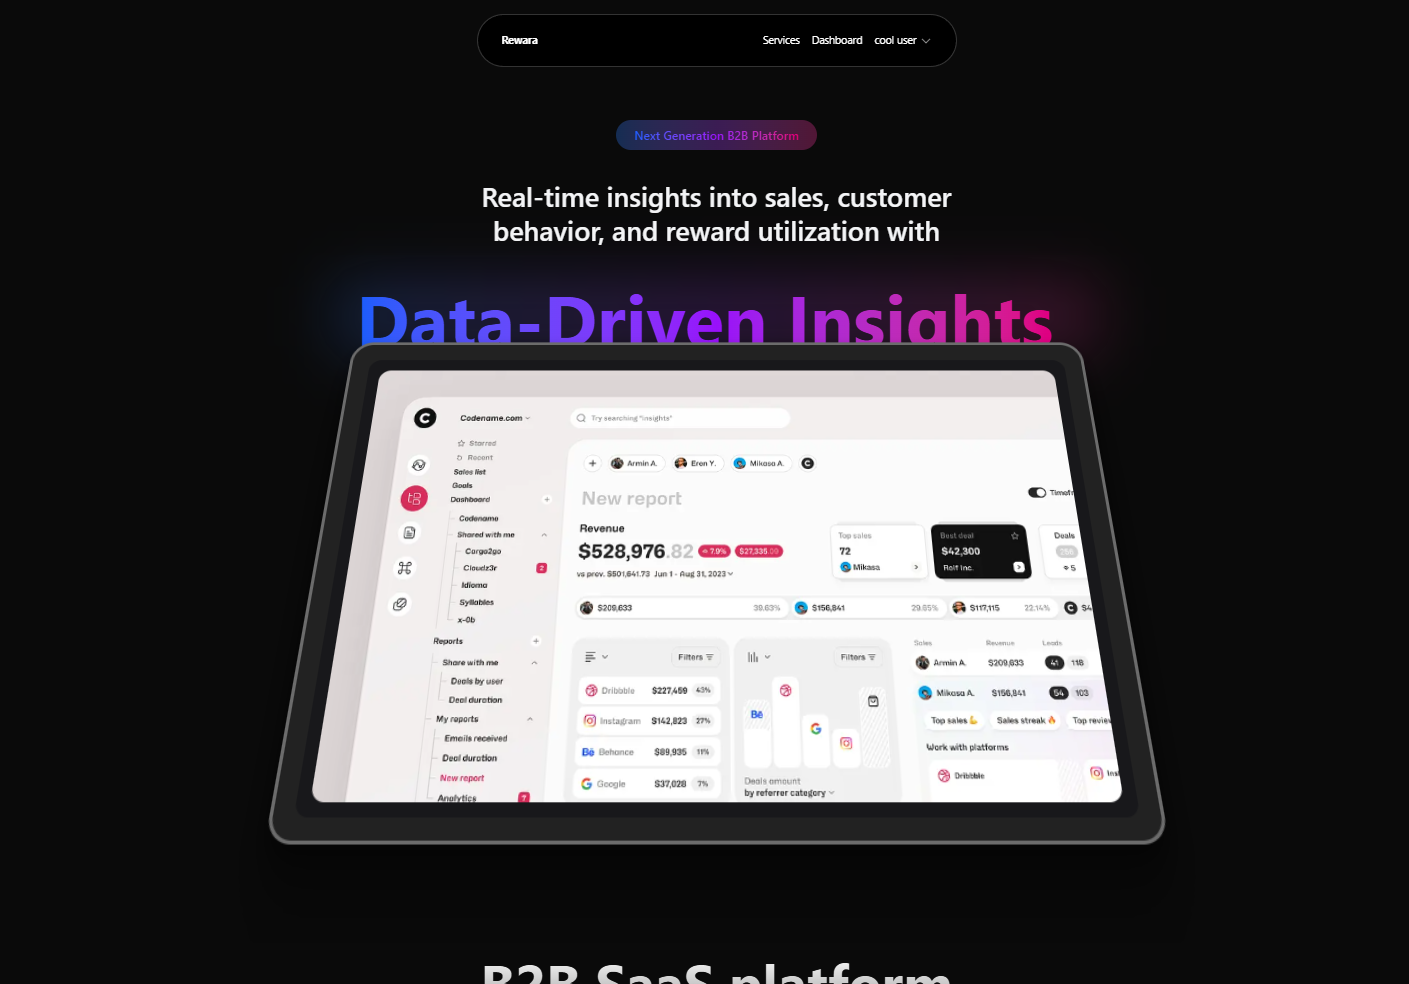 Rewara
Services Dashboard cool user
Next Generation B2B Platform
Real-time insights into sales, customer
behavior, and reward utilization with
Data-Driven Insights
C Codename.com
Try searching "insights"
Starred
Recent
Sales list
Goals
Dashboard +
Codename
Shared with me
Cargo2go
Cloudz3r 2
Idioma
Syllables
x-0b
Reports +
Share with me
Deals by user
Deal duration
My reports
Emails received
Deal duration
New report
Analytics 7
+ Armin A. Eren Y. Mikasa A. C
New report
Revenue
$528,976.82 7.9% $27,335.09
vs prev. $501,641.73 Jun 1 - Aug 31, 2023
Top sales
72
Mikasa
Best deal
$42,300
Rolf Inc.
Deals
256
5
$209,633 39.63% $156,841 29.65% $117,115 22.14% C $4
Filters
Dribbble $227,459 43%
Instagram $142,823 27%
Bē Behance $89,935 11%
Google $37,028 7%
Filters
Bē
Deals amount
by referrer category
Sales Revenue Leads
Armin A. $209,633 41 118
Mikasa A. $156,841 54 103
Top sales 💪 Sales streak 🔥 Top review
Work with platforms
Dribbble
B2B SaaS platform